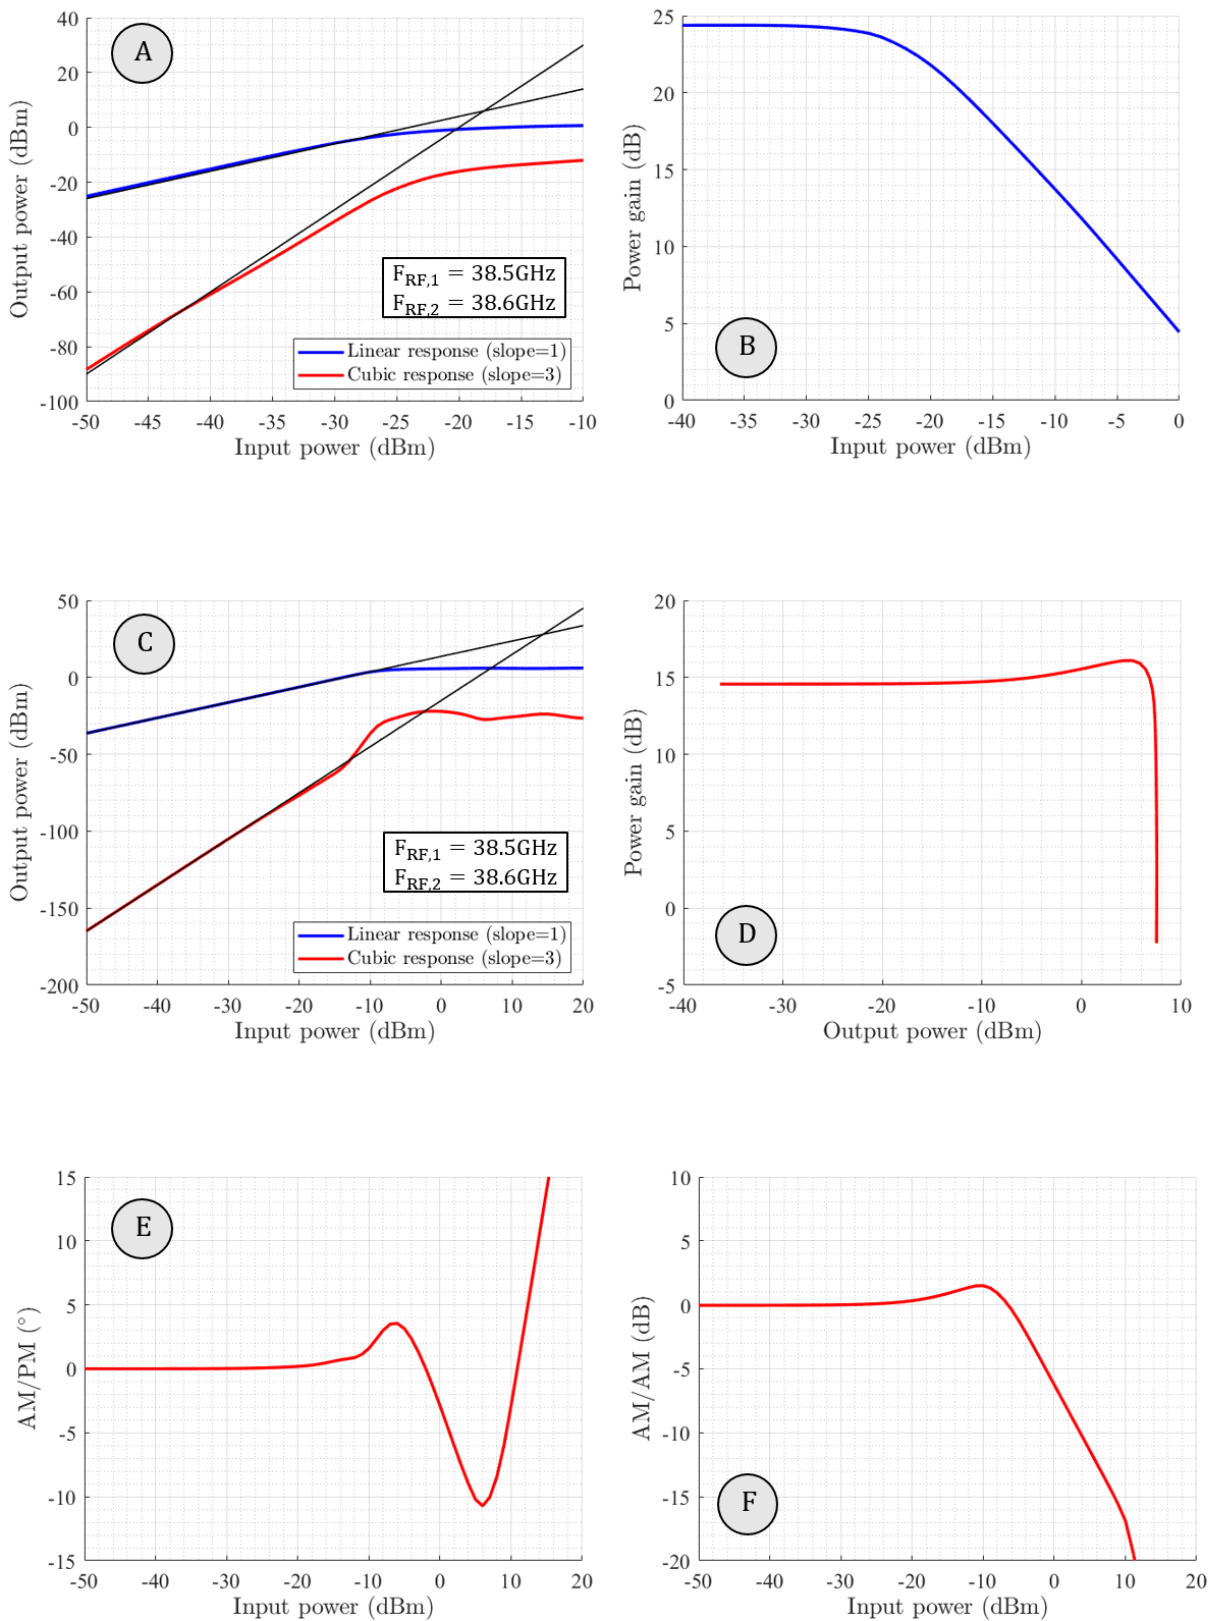 A
40
20
0
-20
-40
-60
-80
-100
Output power (dBm)
F_RF,1 = 38.5GHz
F_RF,2 = 38.6GHz
Linear response (slope=1)
Cubic response (slope=3)
-50 -45 -40 -35 -30 -25 -20 -15 -10
Input power (dBm)
B
25
20
15
10
5
0
Power gain (dB)
-40 -35 -30 -25 -20 -15 -10 -5 0
Input power (dBm)
C
50
0
-50
-100
-150
-200
Output power (dBm)
F_RF,1 = 38.5GHz
F_RF,2 = 38.6GHz
Linear response (slope=1)
Cubic response (slope=3)
-50 -40 -30 -20 -10 0 10 20
Input power (dBm)
D
20
15
10
5
0
-5
Power gain (dB)
-40 -30 -20 -10 0 10
Output power (dBm)
E
15
10
5
0
-5
-10
-15
AM/PM (°)
-50 -40 -30 -20 -10 0 10 20
Input power (dBm)
F
10
5
0
-5
-10
-15
-20
AM/AM (dB)
-50 -40 -30 -20 -10 0 10 20
Input power (dBm)